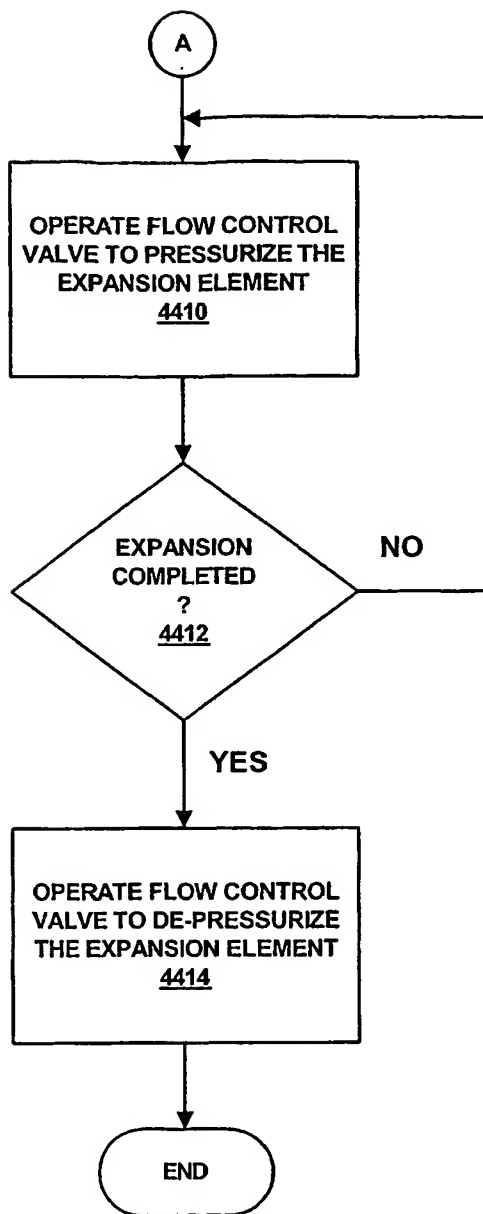 A
OPERATE FLOW CONTROL
VALVE TO PRESSURIZE THE
EXPANSION ELEMENT
4410
EXPANSION
COMPLETED
?
4412
NO
YES
OPERATE FLOW CONTROL
VALVE TO DE-PRESSURIZE
THE EXPANSION ELEMENT
4414
END